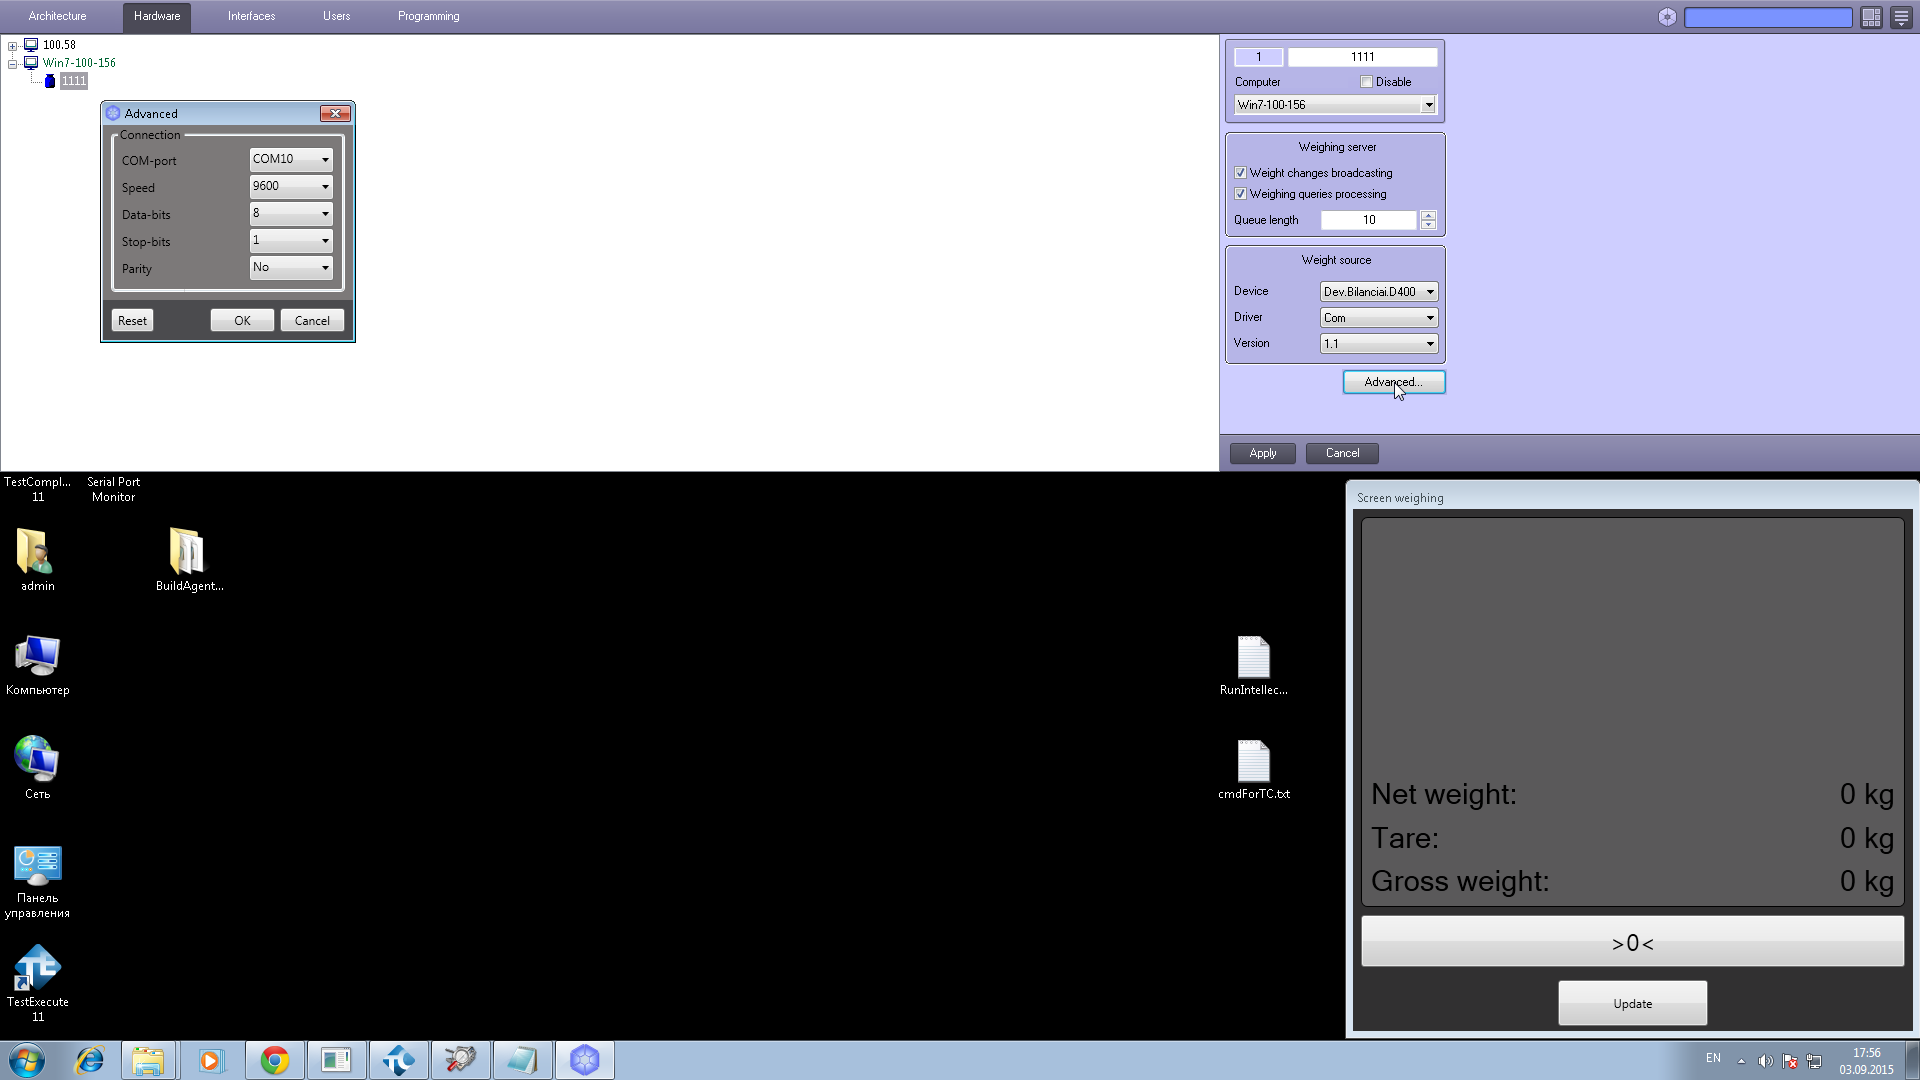 Architecture
Hardware
Interfaces
Users
Programming
100.58
Win7-100-156
1111
Advanced
Connection
COM-port
COM10
Speed
9600
Data-bits
8
Stop-bits
1
Parity
No
Reset
OK
Cancel
1
1111
Computer
Disable
Win7-100-156
Weighing server
Weight changes broadcasting
Weighing queries processing
Queue length
10
Weight source
Device
Dev.Bilanciai.D400
Driver
Com
Version
1.1
Advanced...
Apply
Cancel
TestCompl...
11
Serial Port
Monitor
admin
BuildAgent...
Компьютер
Сеть
Панель
управления
TestExecute
11
RunIntellec...
cmdForTC.txt
Screen weighing
Net weight:
0 kg
Tare:
0 kg
Gross weight:
0 kg
>0<
Update
EN
17:56
03.09.2015